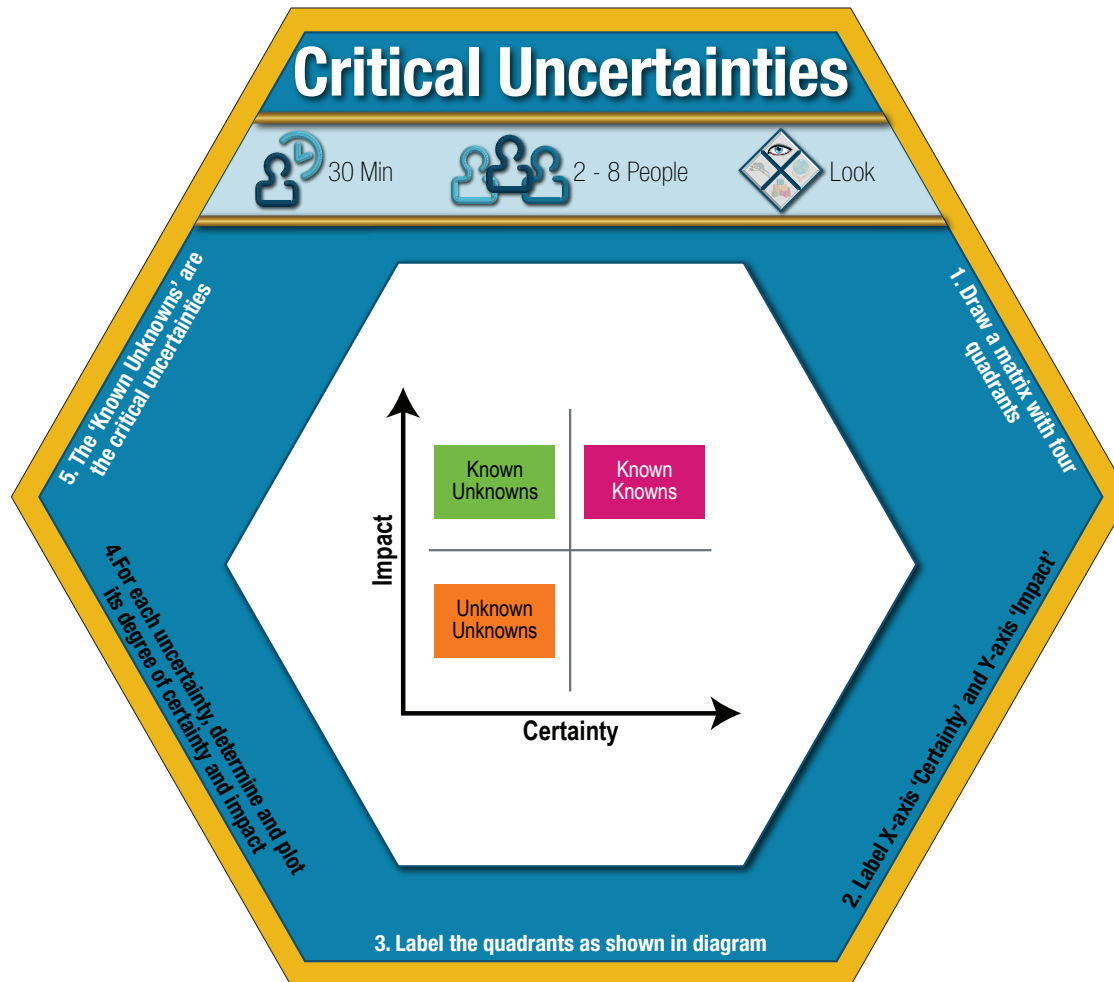 Critical Uncertainties
30 Min
2 - 8 People
Look
1. Draw a matrix with four
quadrants
2. Label X-axis ‘Certainty’ and Y-axis ‘Impact’
3. Label the quadrants as shown in diagram
4.For each uncertainty, determine and plot
its degree of certainty and impact
5. The ‘Known Unknowns’ are
the critical uncertainties
Impact
Known
Unknowns
Known
Knowns
Unknown
Unknowns
Certainty